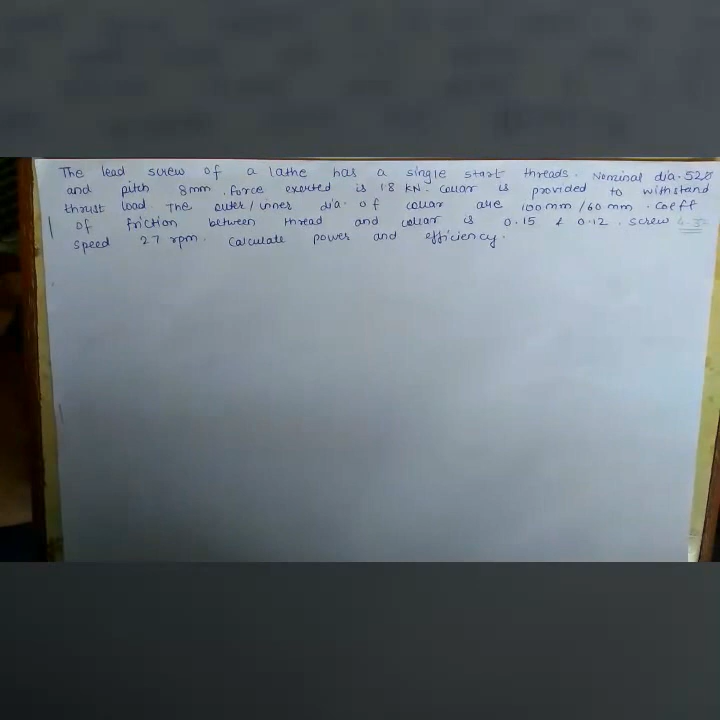 The lead screw of a lathe has a single start threads. Nominal dia. 52
and pitch 8mm. force exerted is 18 KN. Collar is provided to withstand
thrust load. The outer/inner dia. of collar are 100mm/60mm. Coeff
of friction between thread and collar is 0.15 & 0.12. screw
speed 27 rpm. Calculate power and efficiency.